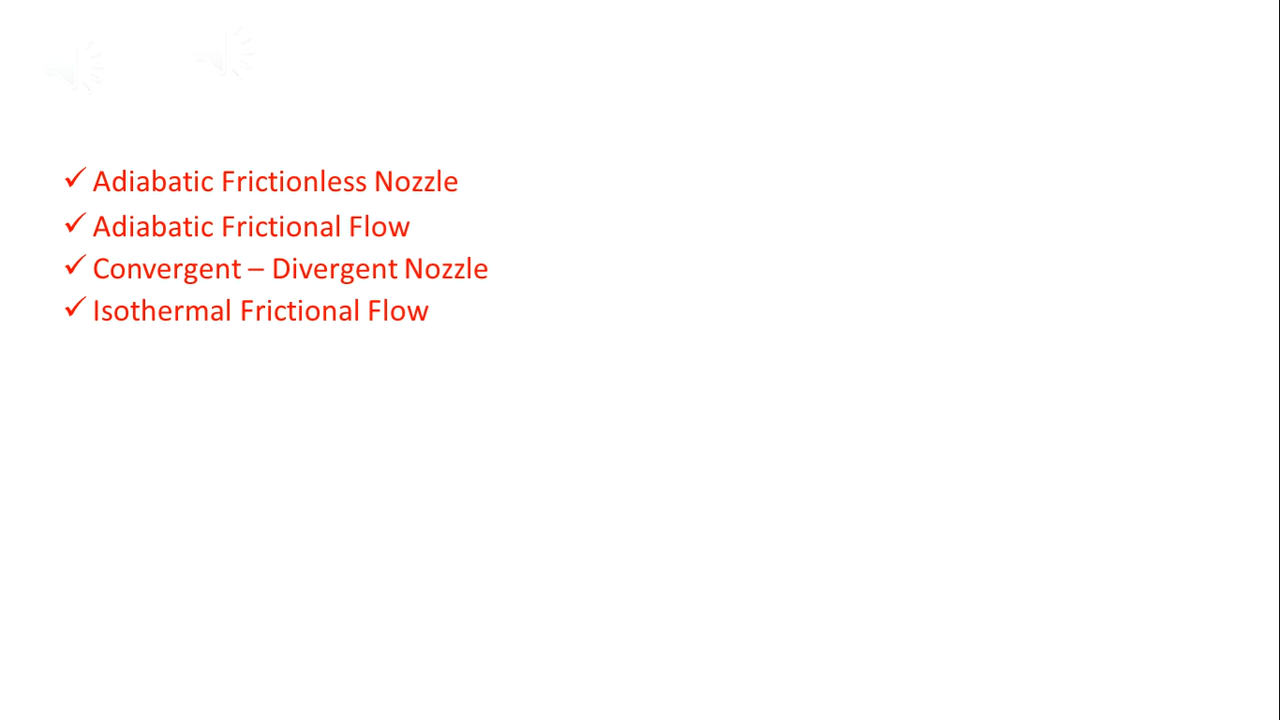 ✓ Adiabatic Frictionless Nozzle
✓ Adiabatic Frictional Flow
✓ Convergent – Divergent Nozzle
✓ Isothermal Frictional Flow